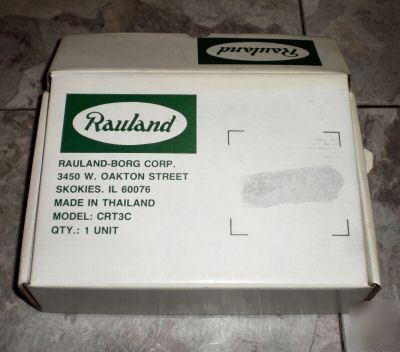 Rauland
Rauland
RAULAND-BORG CORP.
3450 W. OAKTON STREET
SKOKIES. IL 60076
MADE IN THAILAND
MODEL: CRT3C
QTY.: 1 UNIT